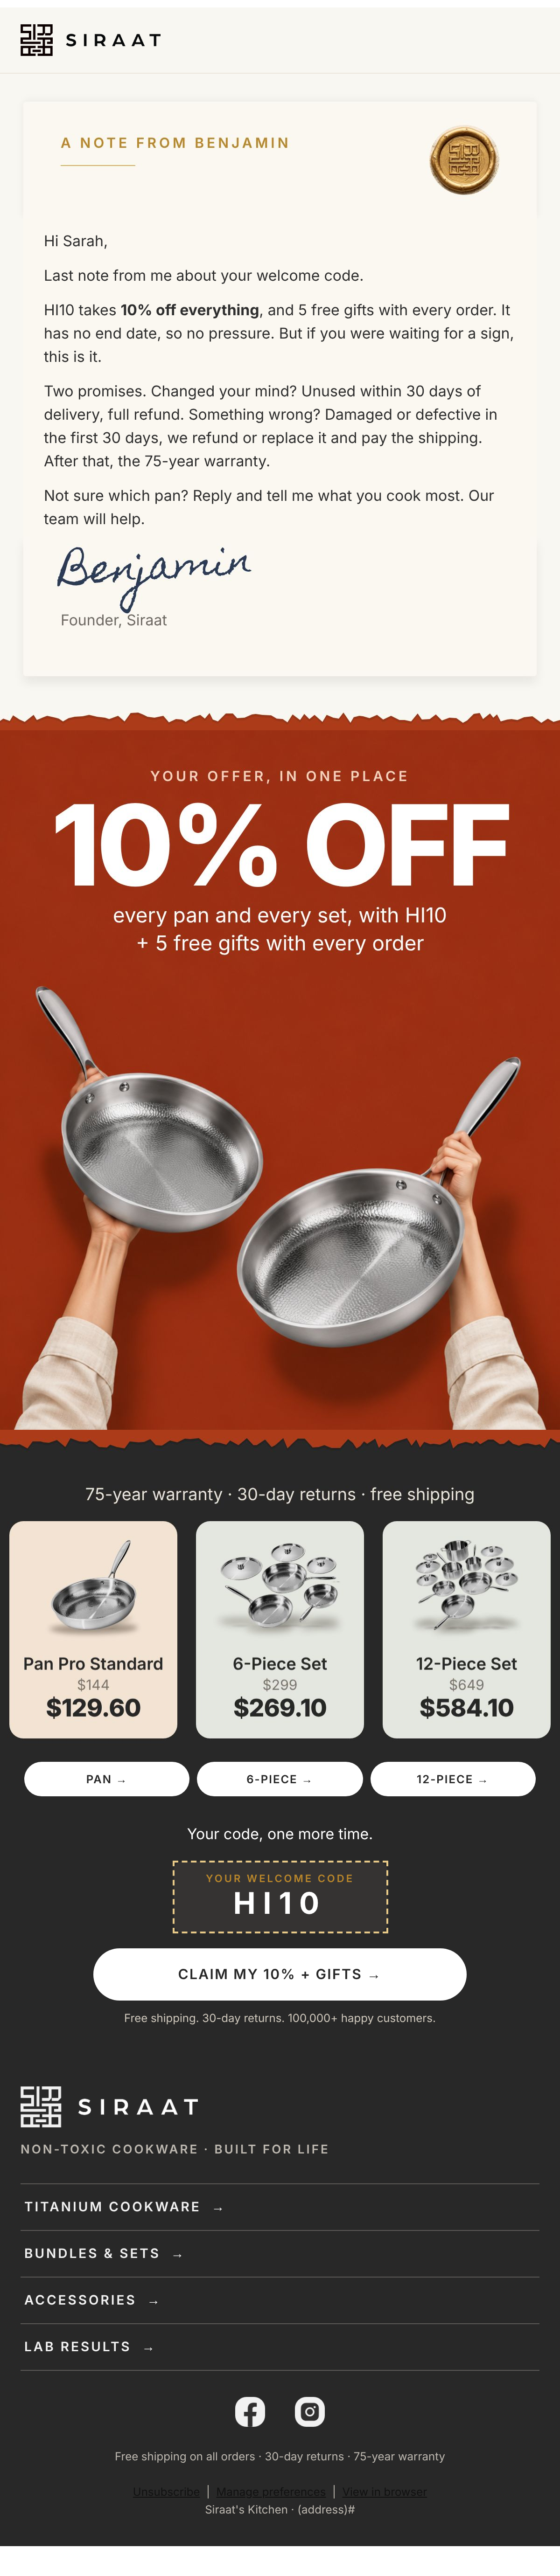 SIRAAT
A NOTE FROM BENJAMIN
Hi Sarah,
Last note from me about your welcome code.
HI10 takes 10% off everything, and 5 free gifts with every order. It
has no end date, so no pressure. But if you were waiting for a sign,
this is it.
Two promises. Changed your mind? Unused within 30 days of
delivery, full refund. Something wrong? Damaged or defective in
the first 30 days, we refund or replace it and pay the shipping.
After that, the 75-year warranty.
Not sure which pan? Reply and tell me what you cook most. Our
team will help.
Benjamin
Founder, Siraat
YOUR OFFER, IN ONE PLACE
10% OFF
every pan and every set, with HI10
+ 5 free gifts with every order
75-year warranty · 30-day returns · free shipping
Pan Pro Standard
$144
$129.60
6-Piece Set
$299
$269.10
12-Piece Set
$649
$584.10
PAN →
6-PIECE →
12-PIECE →
Your code, one more time.
YOUR WELCOME CODE
HI10
CLAIM MY 10% + GIFTS →
Free shipping. 30-day returns. 100,000+ happy customers.
SIRAAT
NON-TOXIC COOKWARE · BUILT FOR LIFE
TITANIUM COOKWARE →
BUNDLES & SETS →
ACCESSORIES →
LAB RESULTS →
Free shipping on all orders · 30-day returns · 75-year warranty
Unsubscribe | Manage preferences | View in browser
Siraat's Kitchen · (address)#